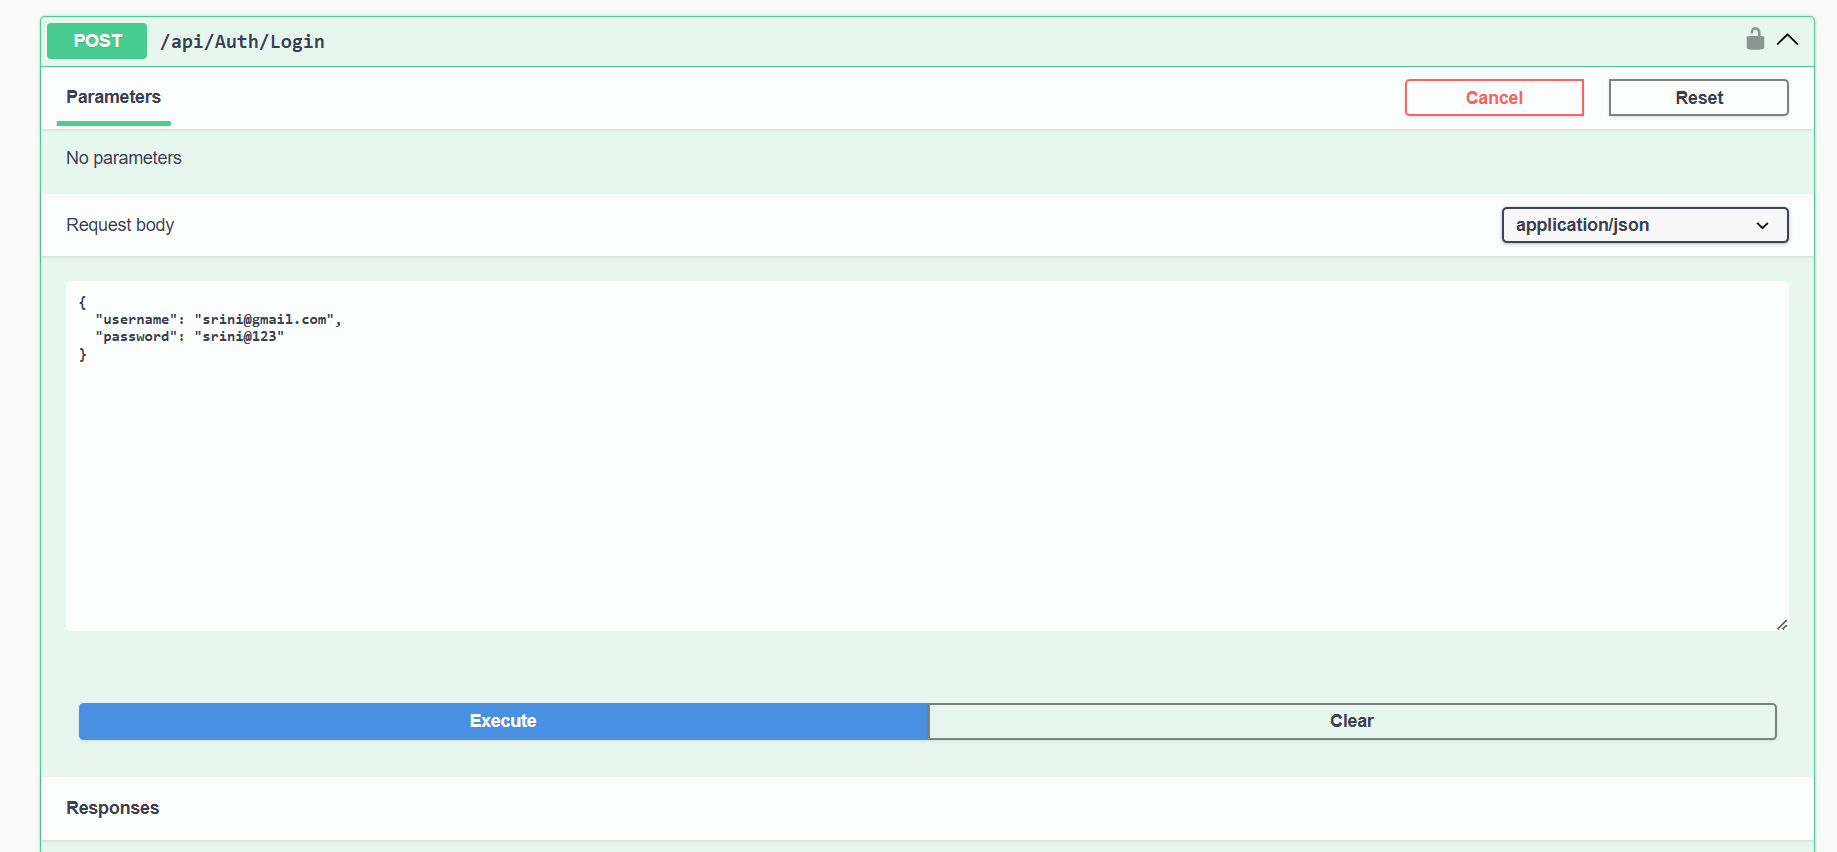 POST /api/Auth/Login
Parameters
Cancel
Reset
No parameters
Request body
application/json
{
  "username": "srini@gmail.com",
  "password": "srini@123"
}
Execute
Clear
Responses